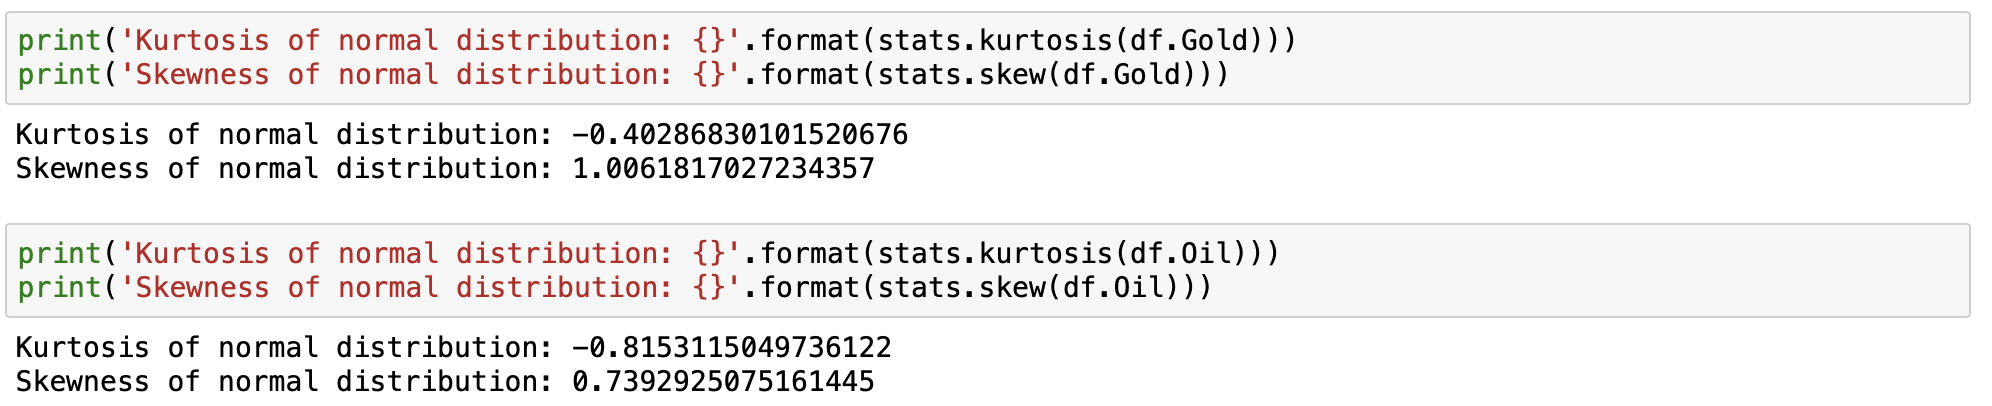 print('Kurtosis of normal distribution: {}'.format(stats.kurtosis(df.Gold)))
print('Skewness of normal distribution: {}'.format(stats.skew(df.Gold)))
Kurtosis of normal distribution: -0.40286830101520676
Skewness of normal distribution: 1.0061817027234357
print('Kurtosis of normal distribution: {}'.format(stats.kurtosis(df.Oil)))
print('Skewness of normal distribution: {}'.format(stats.skew(df.Oil)))
Kurtosis of normal distribution: -0.8153115049736122
Skewness of normal distribution: 0.7392925075161445